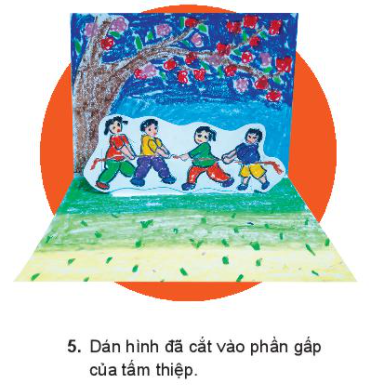 5. Dán hình đã cắt vào phần gấp
của tấm thiệp.